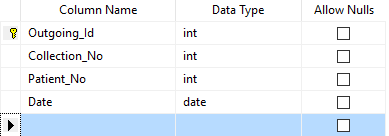 Column Name Data Type Allow Nulls
Outgoing_Id int
Collection_No int
Patient_No int
Date date